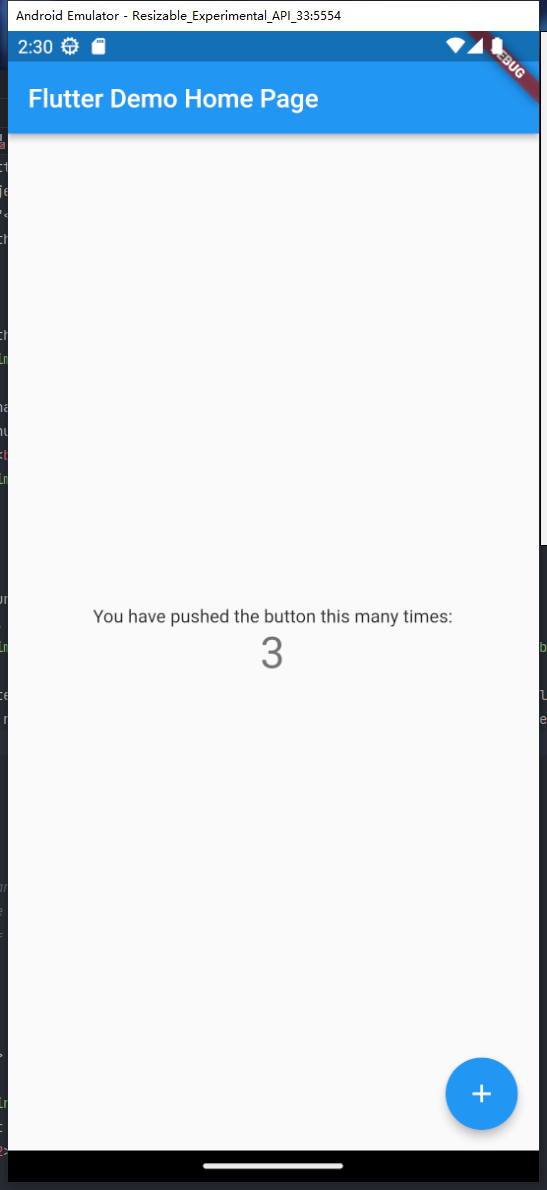 Android Emulator - Resizable_Experimental_API_33:5554
2:30
Flutter Demo Home Page
You have pushed the button this many times:
3
+